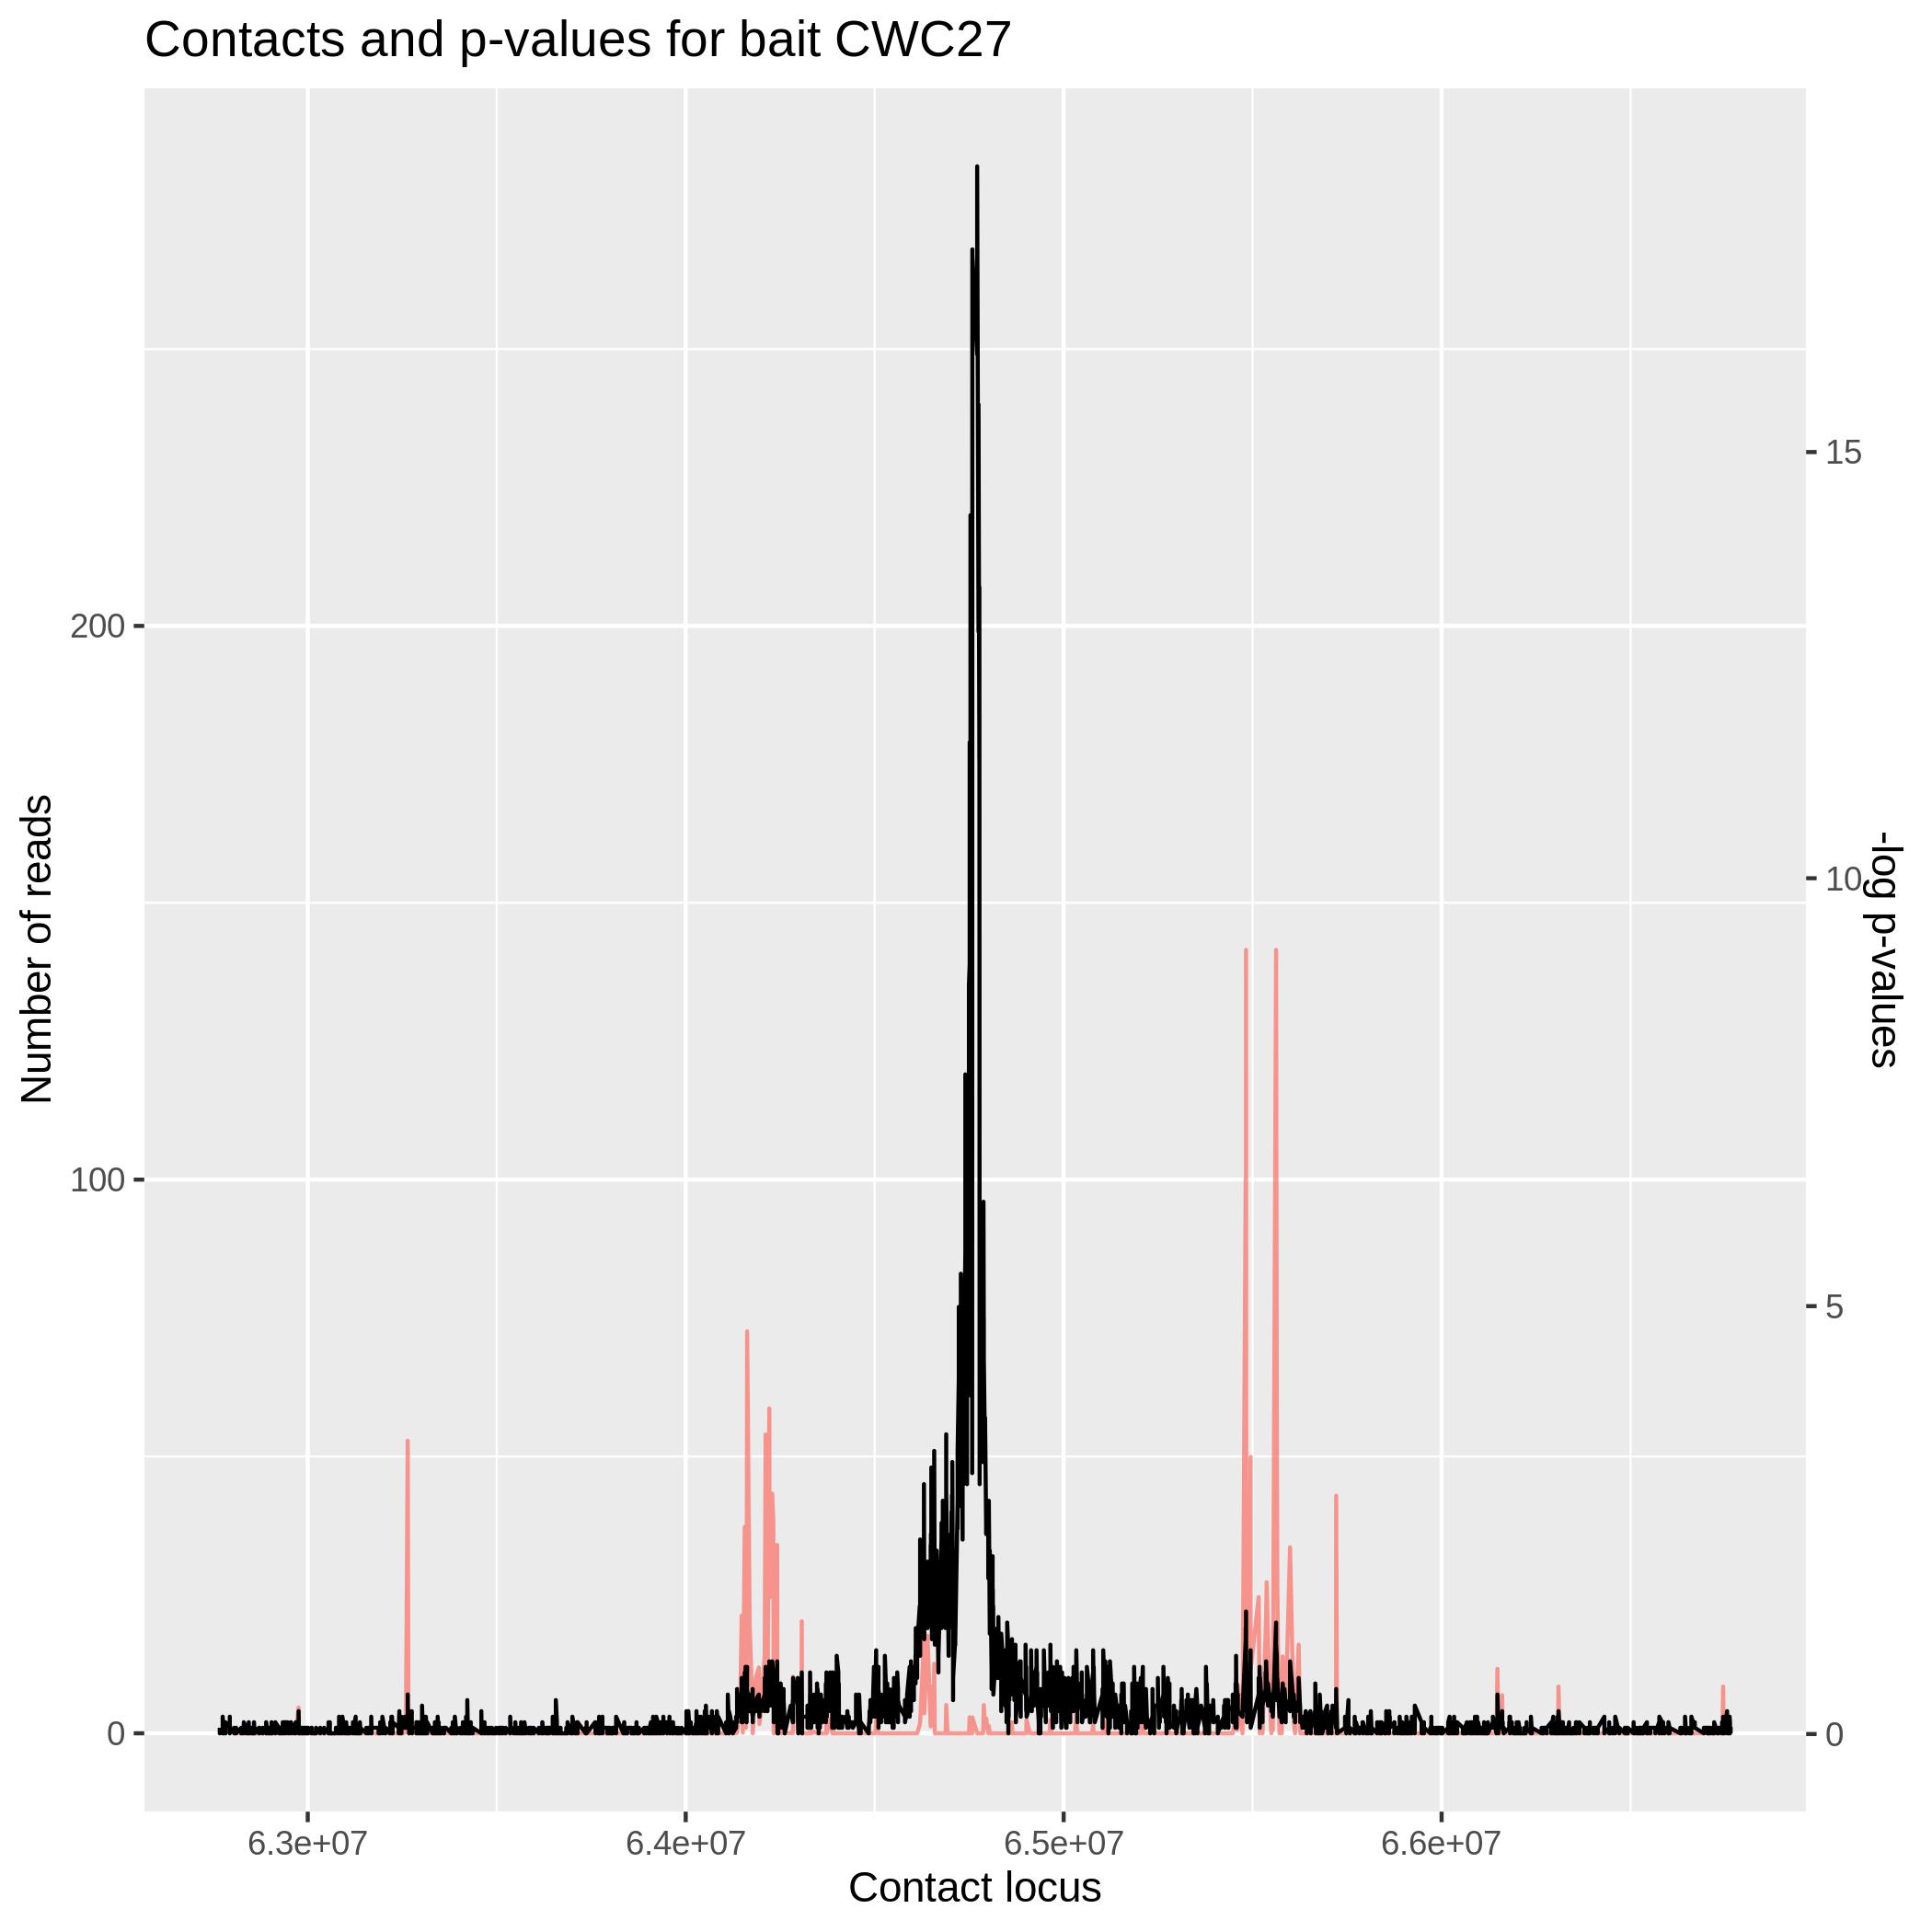 Contacts and p-values for bait CWC27
Number of reads
200
100
0
15
10
5
0
-log p-values
6.3e+07
6.4e+07
6.5e+07
6.6e+07
Contact locus